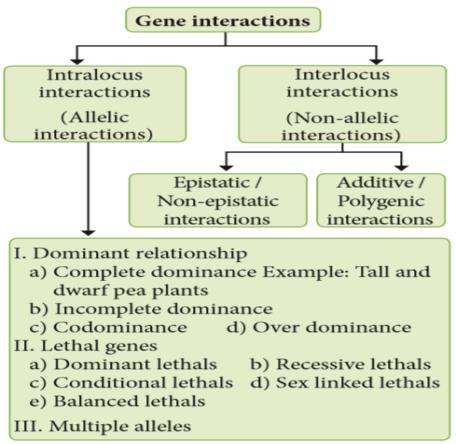 Gene interactions
Intralocus
interactions
(Allelic
interactions)
Interlocus
interactions
(Non-allelic
interactions)
Epistatic /
Non-epistatic
interactions
Additive /
Polygenic
interactions
I. Dominant relationship
a) Complete dominance Example: Tall and
dwarf pea plants
b) Incomplete dominance
c) Codominance d) Over dominance
II. Lethal genes
a) Dominant lethals b) Recessive lethals
c) Conditional lethals d) Sex linked lethals
e) Balanced lethals
III. Multiple alleles